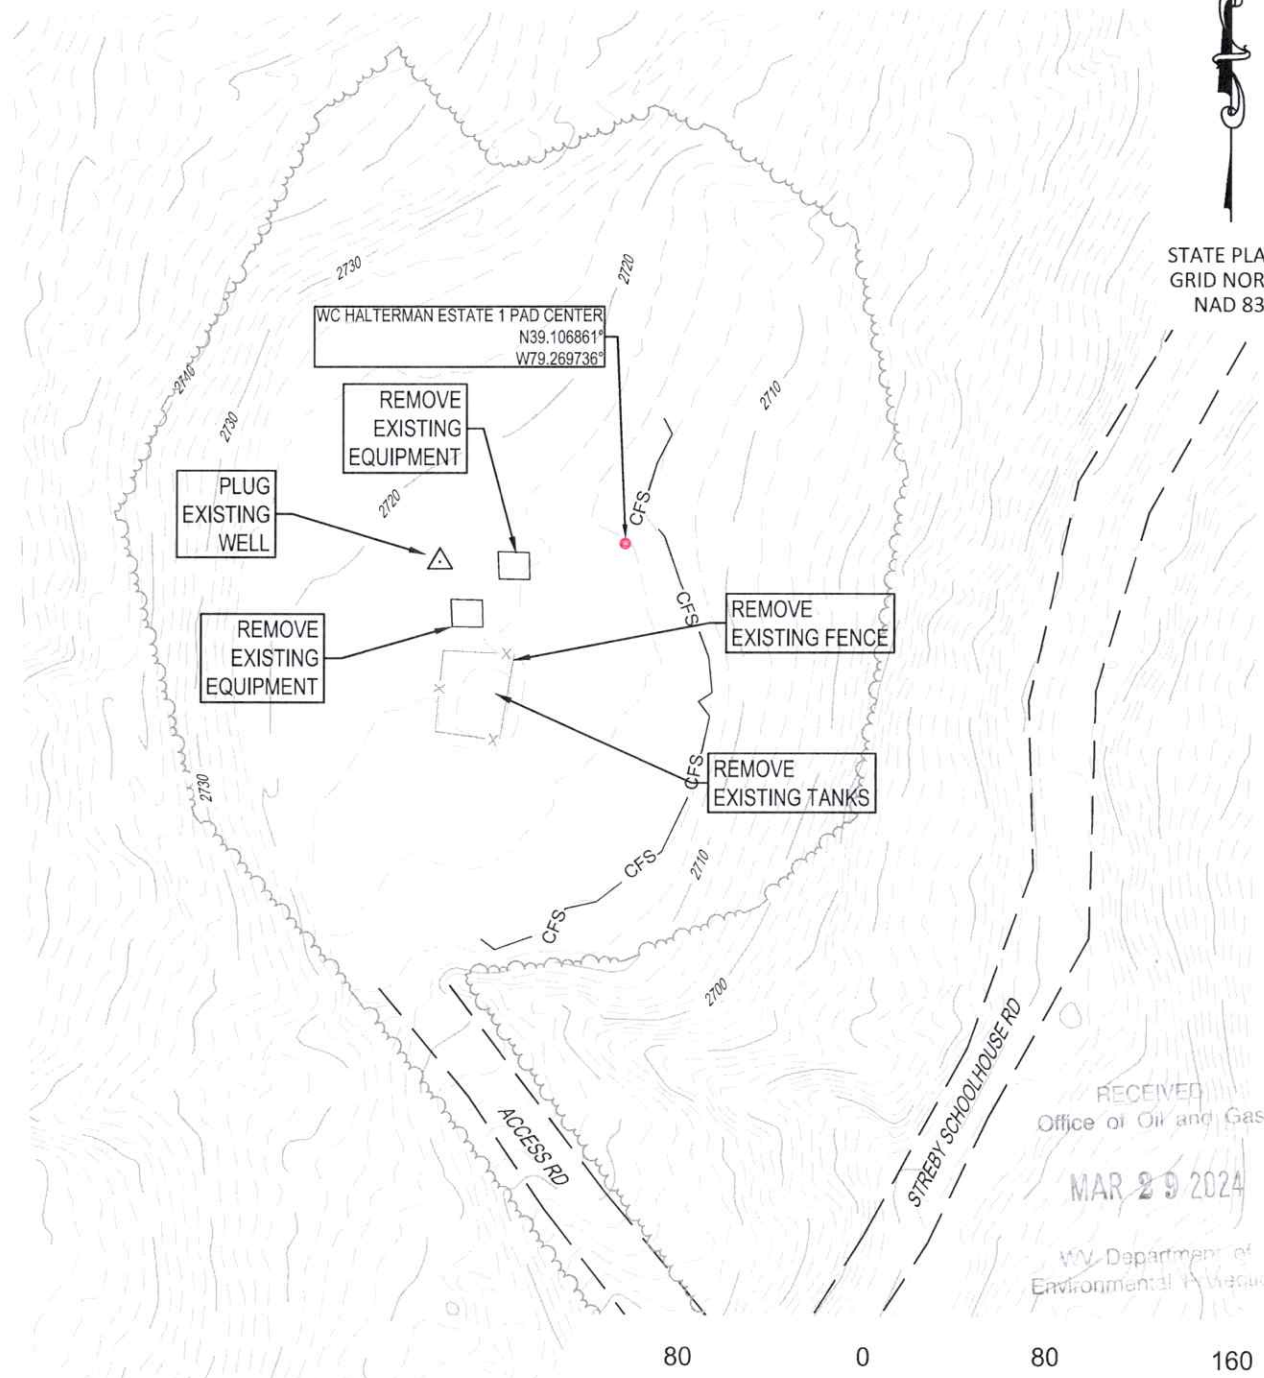 STATE PLA
GRID NOR
NAD 83
2730
2720
WC HALTERMAN ESTATE 1 PAD CENTER
N39.106861°
W79.269736°
2740
2730
2710
REMOVE
EXISTING
EQUIPMENT
2720
PLUG
EXISTING
WELL
CFS
CFS
REMOVE
EXISTING FENCE
REMOVE
EXISTING
EQUIPMENT
X
X
X
2730
CFS
REMOVE
EXISTING TANKS
CFS
2710
CFS
2700
ACCESS RD
STREBY SCHOOLHOUSE RD
RECEIVED
Office of Oil and Gas
MAR 29 2024
WV Department of
Environmental
80 0 80 160